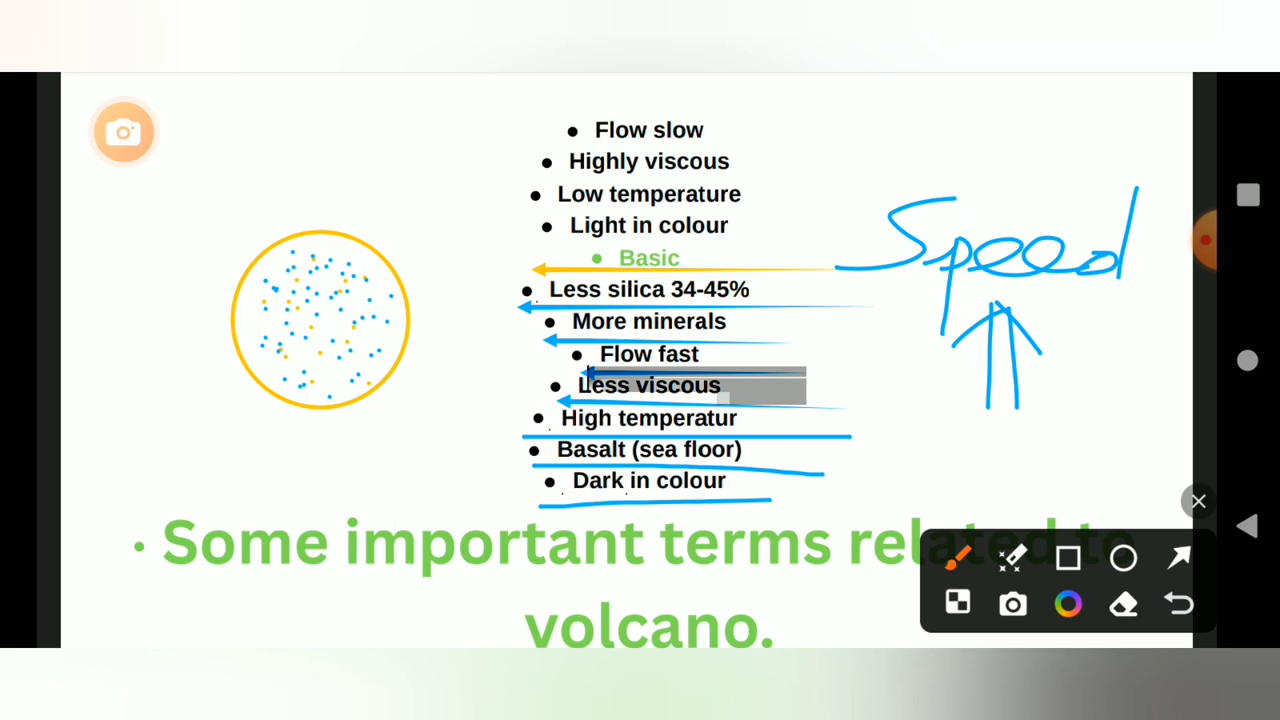 • Flow slow
• Highly viscous
• Low temperature
• Light in colour
• Basic
• Less silica 34-45%
• More minerals
• Flow fast
• Less viscous
• High temperatur
• Basalt (sea floor)
• Dark in colour
Speed
• Some important terms related to
volcano.